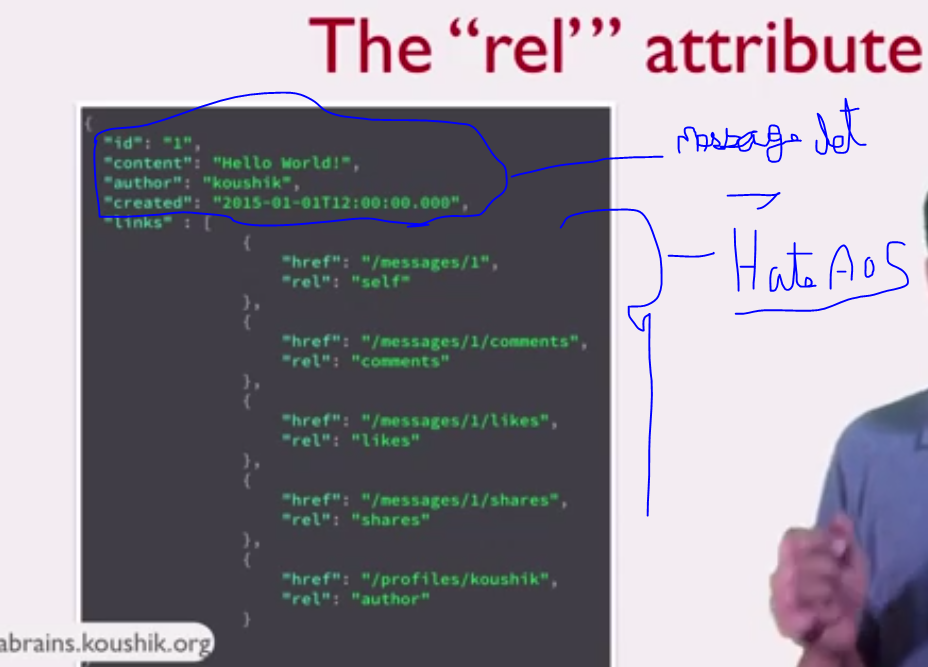 The “rel’” attribute
{
"id": "1",
"content": "Hello World!",
"author": "koushik",
"created": "2015-01-01T12:00:00.000",
"links" : [
{
"href": "/messages/1",
"rel": "self"
},
{
"href": "/messages/1/comments",
"rel": "comments"
},
{
"href": "/messages/1/likes",
"rel": "likes"
},
{
"href": "/messages/1/shares",
"rel": "shares"
},
{
"href": "/profiles/koushik",
"rel": "author"
}
message
HateAOS
abrains.koushik.org